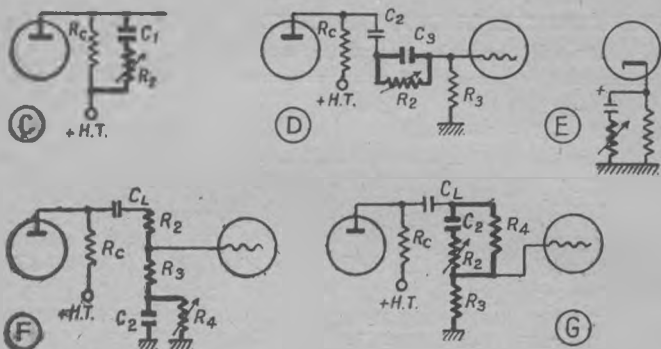 Rc
C1
R2
+ H.T.
C
Rc
C2
C3
R2
R3
+ H.T.
D
+
E
CL
R2
Rc
R3
+H.T.
C2
R4
F
CL
C2
R4
Rc
R2
+H.T.
R3
G